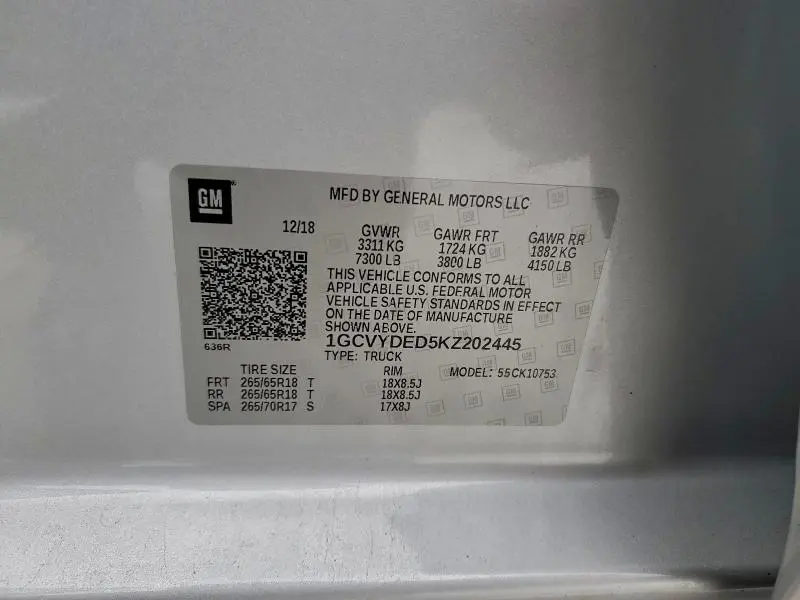 GM
MFD BY GENERAL MOTORS LLC
12/18
GVWR GAWR FRT GAWR RR
3311 KG 1724 KG 1882 KG
7300 LB 3800 LB 4150 LB
THIS VEHICLE CONFORMS TO ALL
APPLICABLE U.S. FEDERAL MOTOR
VEHICLE SAFETY STANDARDS IN EFFECT
ON THE DATE OF MANUFACTURE
SHOWN ABOVE.
636R
1GCVYDED5KZ202445
TYPE: TRUCK
TIRE SIZE RIM MODEL: 55CK10753
FRT 265/65R18 T 18X8.5J
RR 265/65R18 T 18X8.5J
SPA 265/70R17 S 17X8J